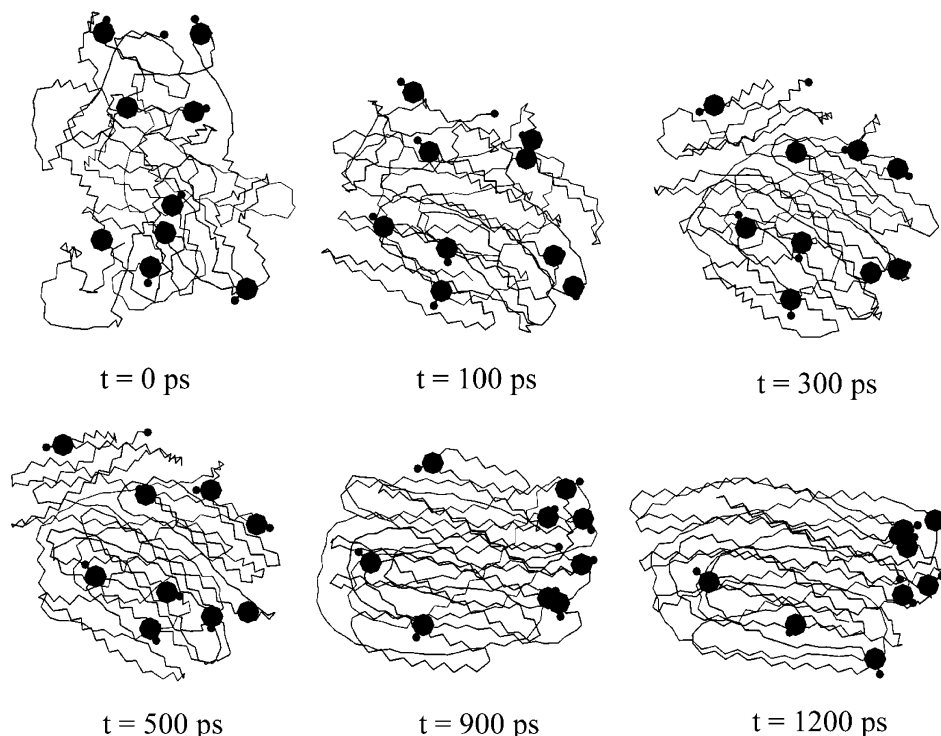 t = 0 ps
t = 100 ps
t = 300 ps
t = 500 ps
t = 900 ps
t = 1200 ps